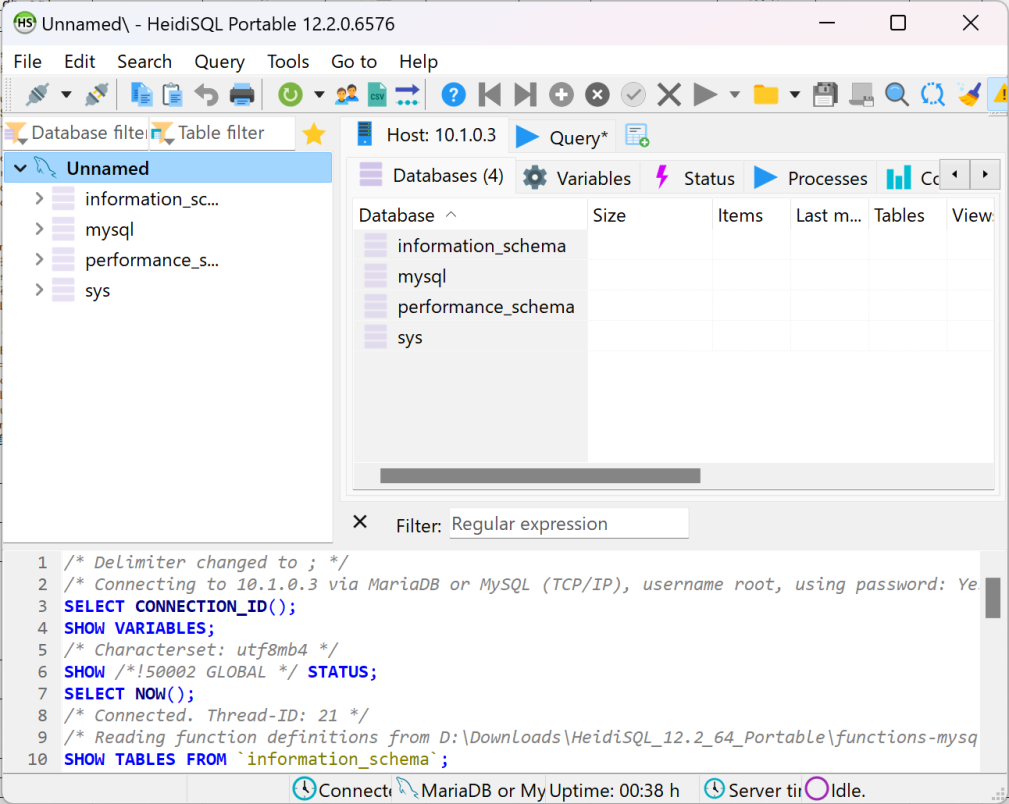 HS Unnamed\ - HeidiSQL Portable 12.2.0.6576
File Edit Search Query Tools Go to Help
CSV
Database filte Table filter Host: 10.1.0.3 Query*
Unnamed
information_sc...
mysql
performance_s...
sys
Databases (4) Variables Status Processes Co
Database Size Items Last m... Tables View
information_schema
mysql
performance_schema
sys
Filter: Regular expression
1 /* Delimiter changed to ; */
2 /* Connecting to 10.1.0.3 via MariaDB or MySQL (TCP/IP), username root, using password: Ye
3 SELECT CONNECTION_ID();
4 SHOW VARIABLES;
5 /* Characterset: utf8mb4 */
6 SHOW /*!50002 GLOBAL */ STATUS;
7 SELECT NOW();
8 /* Connected. Thread-ID: 21 */
9 /* Reading function definitions from D:\Downloads\HeidiSQL_12.2_64_Portable\functions-mysq
10 SHOW TABLES FROM `information_schema`;
Connecte MariaDB or My Uptime: 00:38 h Server tir Idle.